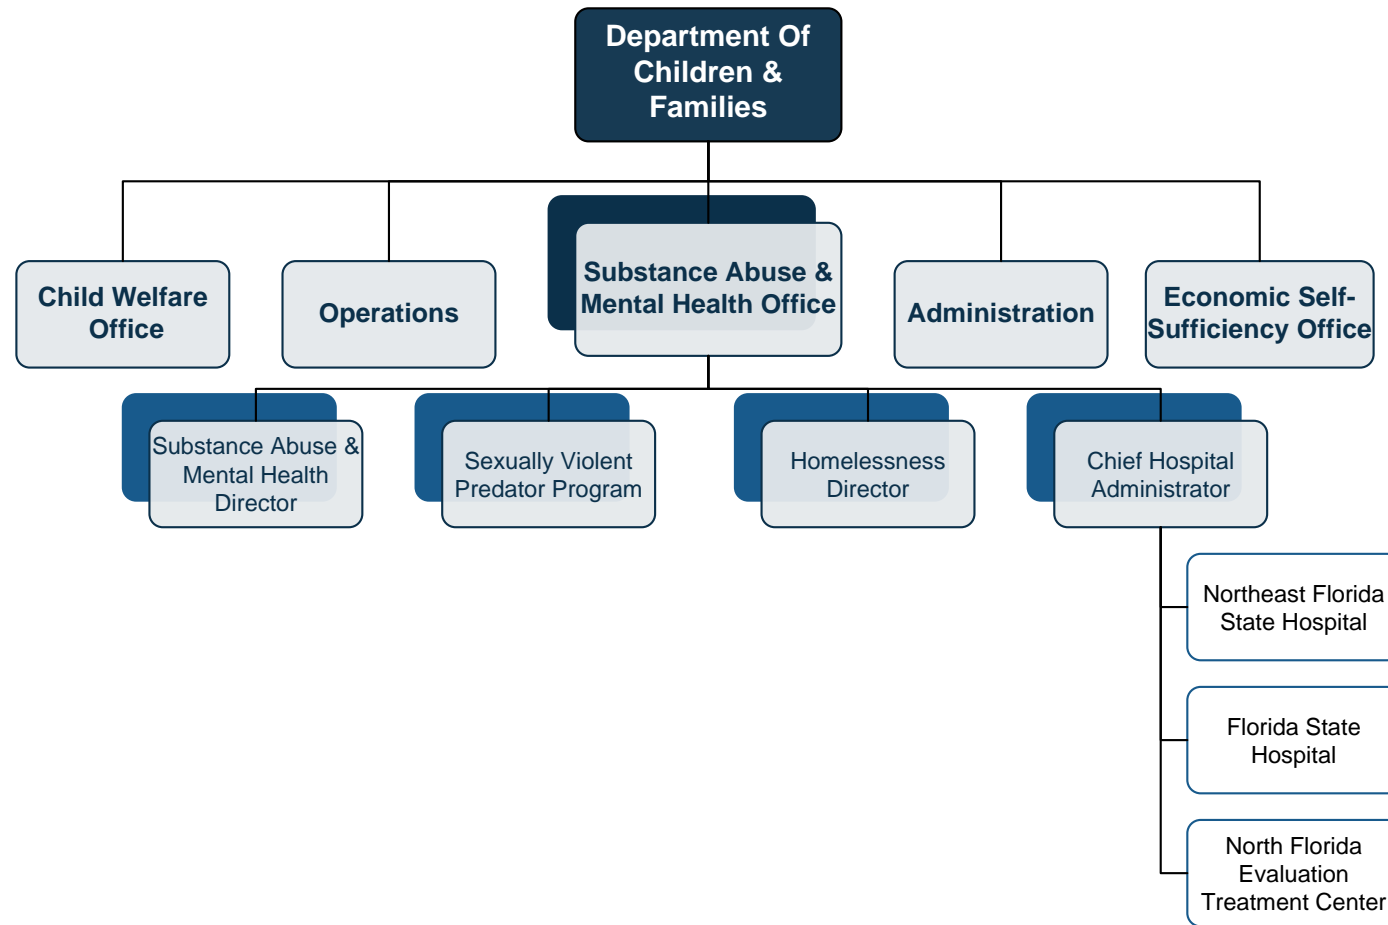 Department Of
Children &
Families
Child Welfare
Office
Operations
Substance Abuse &
Mental Health Office
Administration
Economic Self-
Sufficiency Office
Substance Abuse &
Mental Health
Director
Sexually Violent
Predator Program
Homelessness
Director
Chief Hospital
Administrator
Northeast Florida
State Hospital
Florida State
Hospital
North Florida
Evaluation
Treatment Center